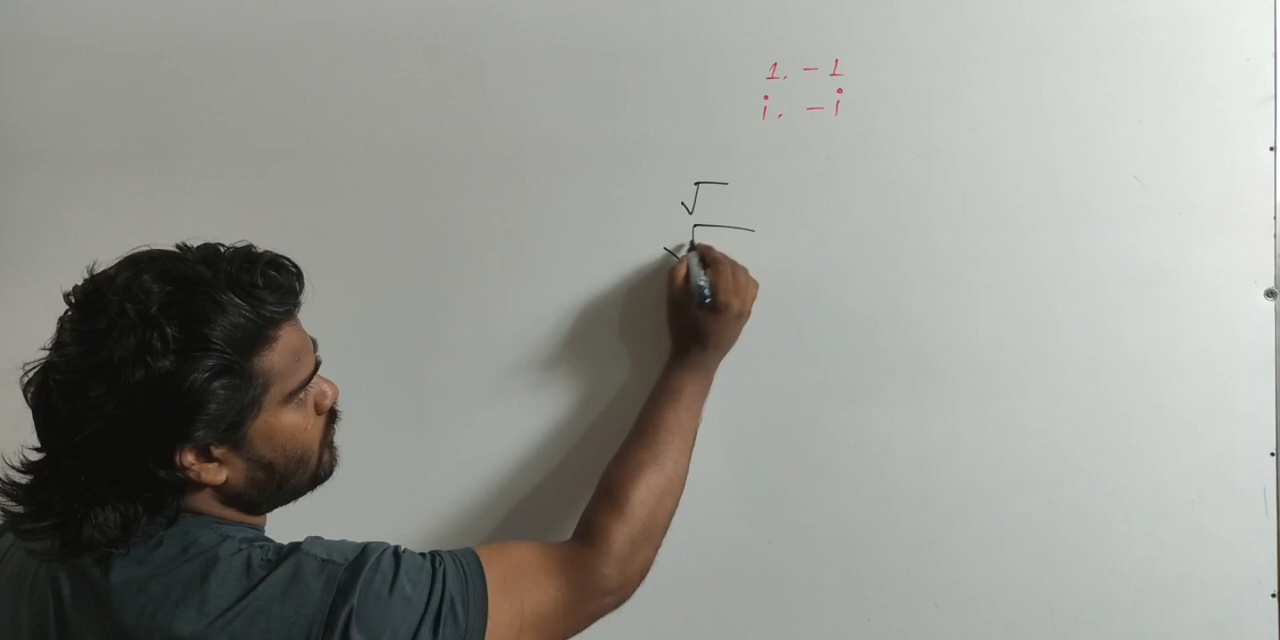 1. - 1
i. - i
√
√